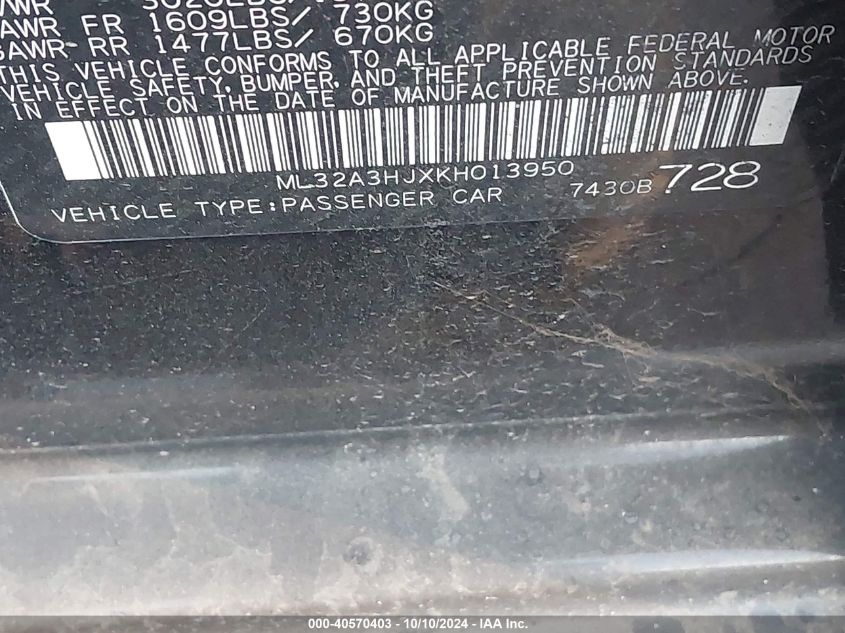 FR 1609LBS/ 730KG
RR 1477LBS/ 670KG
THIS VEHICLE CONFORMS TO ALL APPLICABLE FEDERAL MOTOR
VEHICLE SAFETY, BUMPER, AND THEFT PREVENTION STANDARDS
IN EFFECT ON THE DATE OF MANUFACTURE SHOWN ABOVE.
ML32A3HJXKH013950
VEHICLE TYPE:PASSENGER CAR 7430B 728
000-40570403 - 10/10/2024 - IAA Inc.